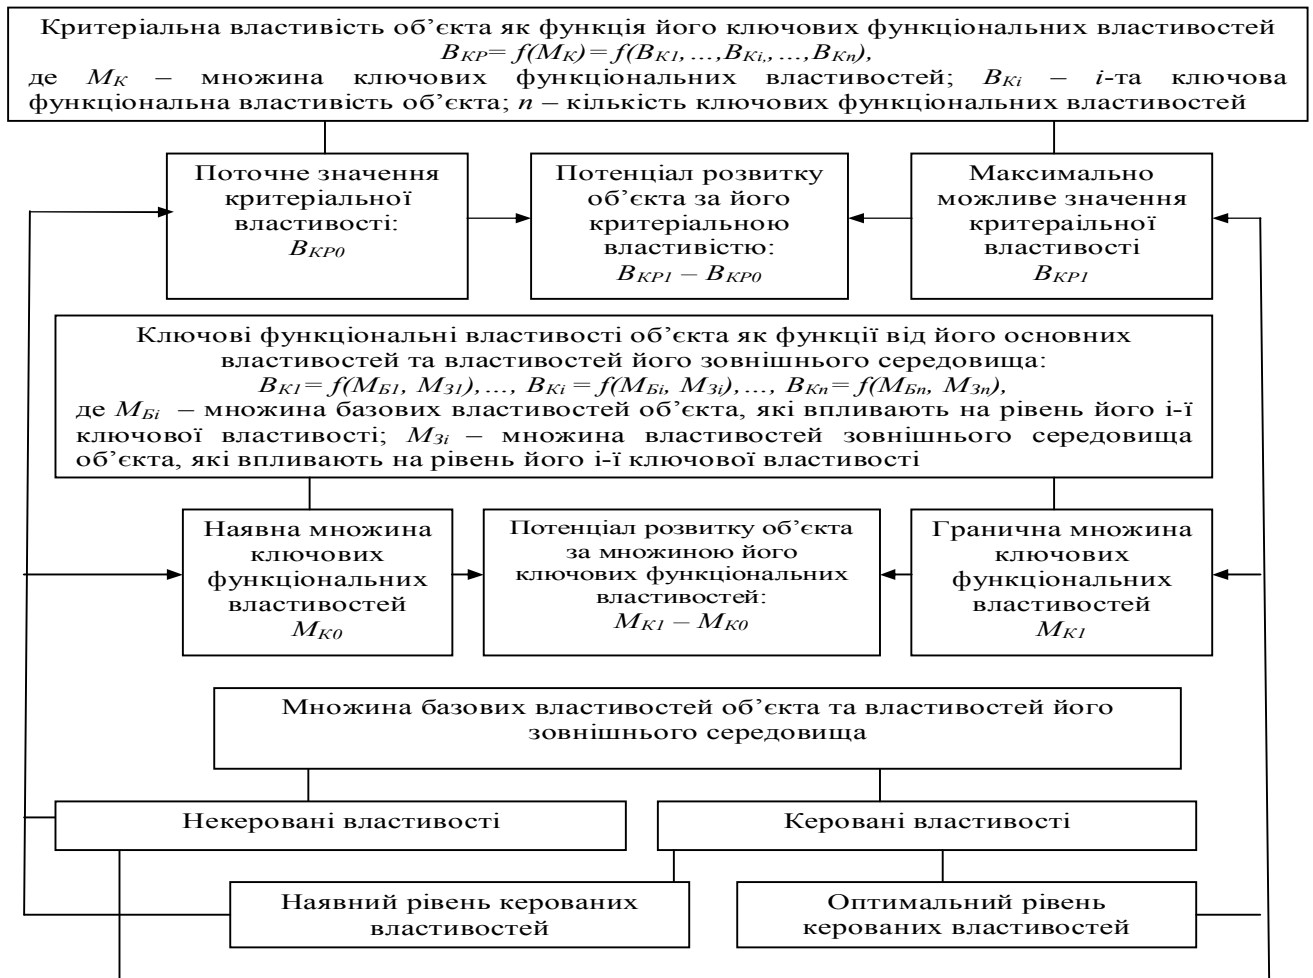 Критеріальна властивість об’єкта як функція його ключових функціональних властивостей
B_КР= f(M_К)= f(B_К1,…,B_Кi,,…,B_Кn),
де M_К – множина ключових функціональних властивостей; B_Кi – i-та ключова
функціональна властивість об’єкта; n – кількість ключових функціональних властивостей
Поточне значення
критеріальної
властивості:
B_КР0
Потенціал розвитку
об’єкта за його
критеріальною
властивістю:
B_КР1 – B_КР0
Максимально
можливе значення
критераільної
властивості
B_КР1
Ключові функціональні властивості об’єкта як функції від його основних
властивостей та властивостей його зовнішнього середовища:
B_К1= f(M_Б1, M_З1),…, B_Кi = f(M_Бi, M_Зi),…, B_Кn= f(M_Бn, M_Зn),
де M_Бi – множина базових властивостей об’єкта, які впливають на рівень його і-ї
ключової властивості; M_Зi – множина властивостей зовнішнього середовища
об’єкта, які впливають на рівень його і-ї ключової властивості
Наявна множина
ключових
функціональних
властивостей
M_К0
Потенціал розвитку об’єкта
за множиною його
ключових функціональних
властивостей:
M_К1 – M_К0
Гранична множина
ключових
функціональних
властивостей
M_К1
Множина базових властивостей об’єкта та властивостей його
зовнішнього середовища
Некеровані властивості
Керовані властивості
Наявний рівень керованих
властивостей
Оптимальний рівень
керованих властивостей